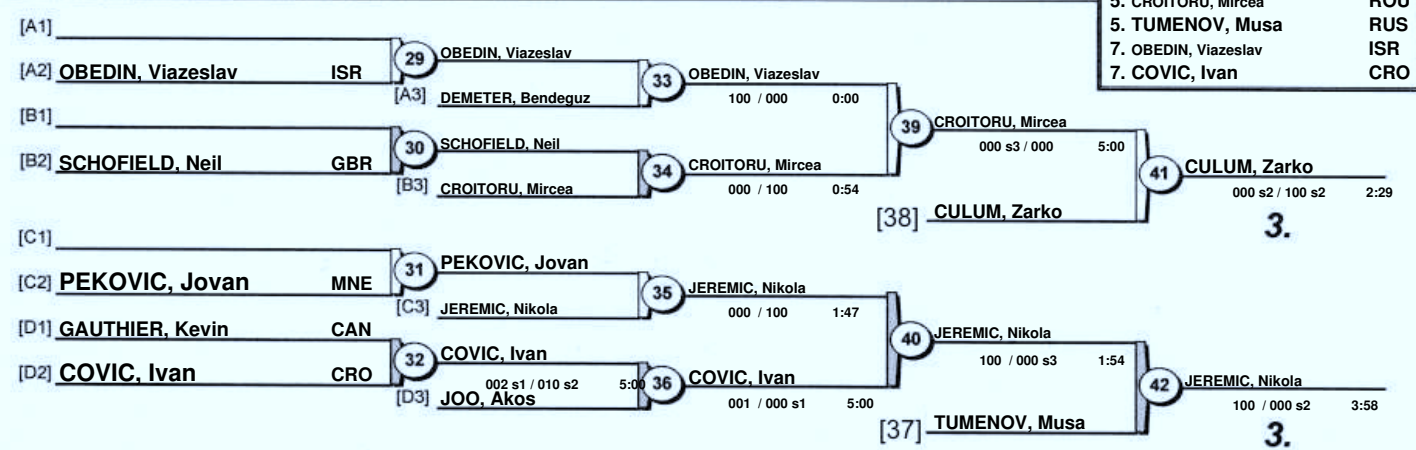 5. CROITORU, Mircea ROU
5. TUMENOV, Musa RUS
7. OBEDIN, Viazeslav ISR
7. COVIC, Ivan CRO
[A1]
[A2] OBEDIN, Viazeslav ISR
29
OBEDIN, Viazeslav
[A3] DEMETER, Bendeguz
33
OBEDIN, Viazeslav
100 / 000 0:00
[B1]
[B2] SCHOFIELD, Neil GBR
30
SCHOFIELD, Neil
[B3] CROITORU, Mircea
34
CROITORU, Mircea
000 / 100 0:54
39
CROITORU, Mircea
000 s3 / 000 5:00
[38] CULUM, Zarko
41
CULUM, Zarko
000 s2 / 100 s2 2:29
3.
[C1]
[C2] PEKOVIC, Jovan MNE
31
PEKOVIC, Jovan
[C3] JEREMIC, Nikola
35
JEREMIC, Nikola
000 / 100 1:47
[D1] GAUTHIER, Kevin CAN
[D2] COVIC, Ivan CRO
32
COVIC, Ivan
002 s1 / 010 s2 5:00
[D3] JOO, Akos
36
COVIC, Ivan
001 / 000 s1 5:00
40
JEREMIC, Nikola
100 / 000 s3 1:54
[37] TUMENOV, Musa
42
JEREMIC, Nikola
100 / 000 s2 3:58
3.